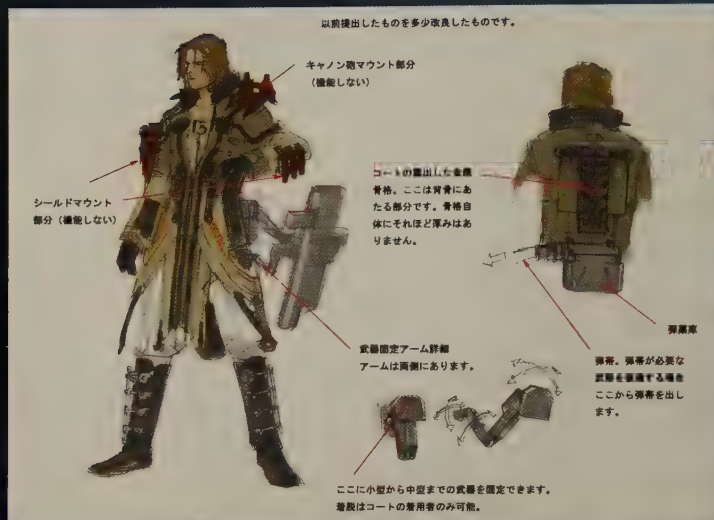 以前提出したものを多少改良したものです。
キャノン砲マウント部分
（機能しない）
シールドマウント
部分（機能しない）
コートの露出した金属
骨格。ここは背骨にあ
たる部分です。骨格自
体にそれほど厚みはあ
りません。
武器固定アーム詳細
アームは両側にあります。
弾薬庫
弾帯。弾帯が必要な
武器を装備する場合
ここから弾帯を出し
ます。
ここに小型から中型までの武器を固定できます。
着脱はコートの着用者のみ可能。